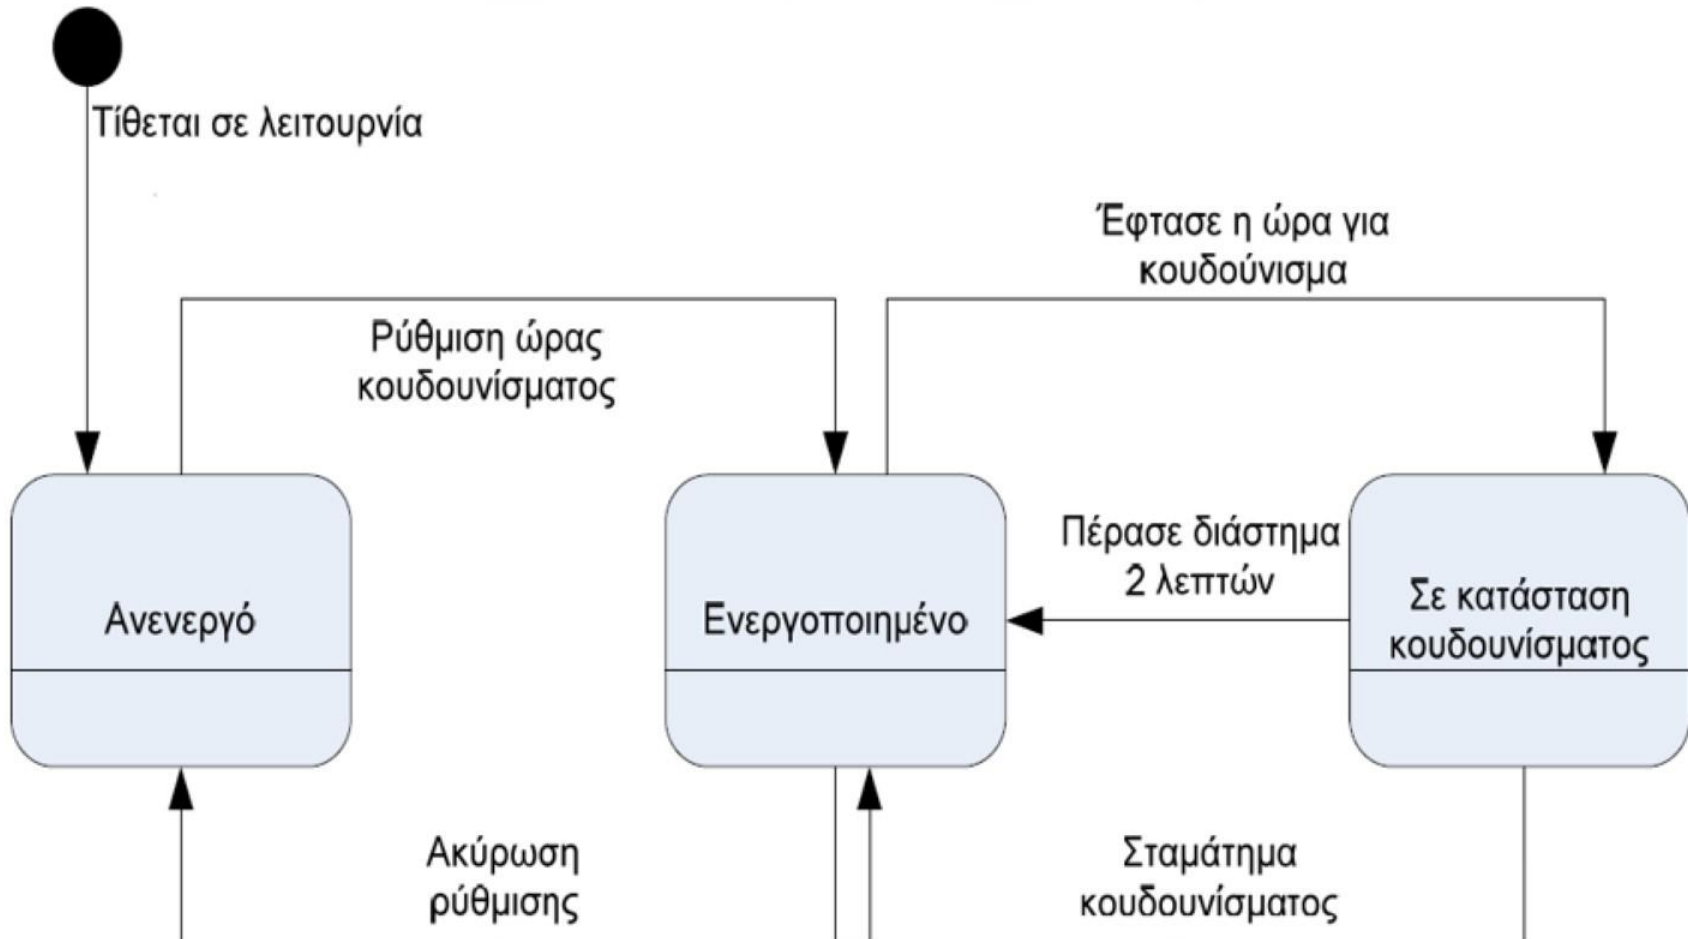 Τίθεται σε λειτουρνία
Έφτασε η ώρα για
κουδούνισμα
Ρύθμιση ώρας
κουδουνίσματος
Πέρασε διάστημα
2 λεπτών
Ανενεργό
Ενεργοποιημένο
Σε κατάσταση
κουδουνίσματος
Ακύρωση
ρύθμισης
Σταμάτημα
κουδουνίσματος